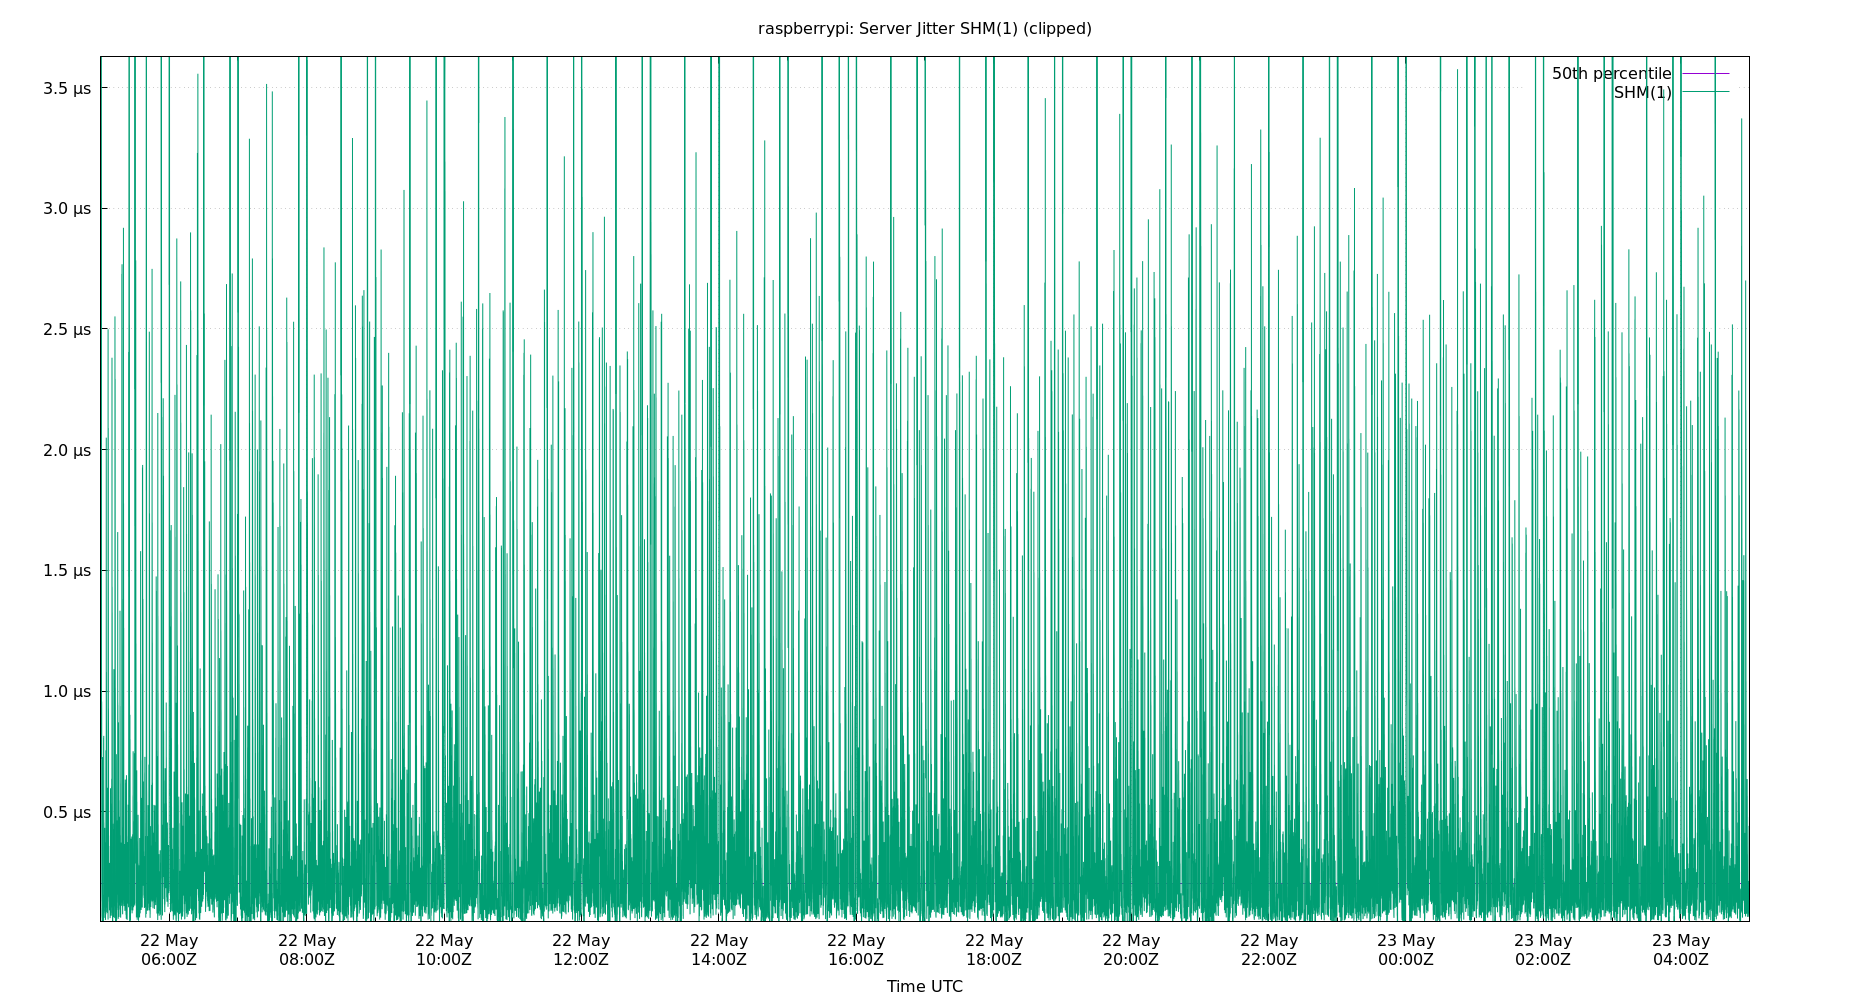 raspberrypi: Server Jitter SHM(1) (clipped)
50th percentile
SHM(1)
3.5 µs
3.0 µs
2.5 µs
2.0 µs
1.5 µs
1.0 µs
0.5 µs
22 May 22 May 22 May 22 May 22 May 22 May 22 May 22 May 22 May 23 May 23 May 23 May
06:00Z 08:00Z 10:00Z 12:00Z 14:00Z 16:00Z 18:00Z 20:00Z 22:00Z 00:00Z 02:00Z 04:00Z
Time UTC